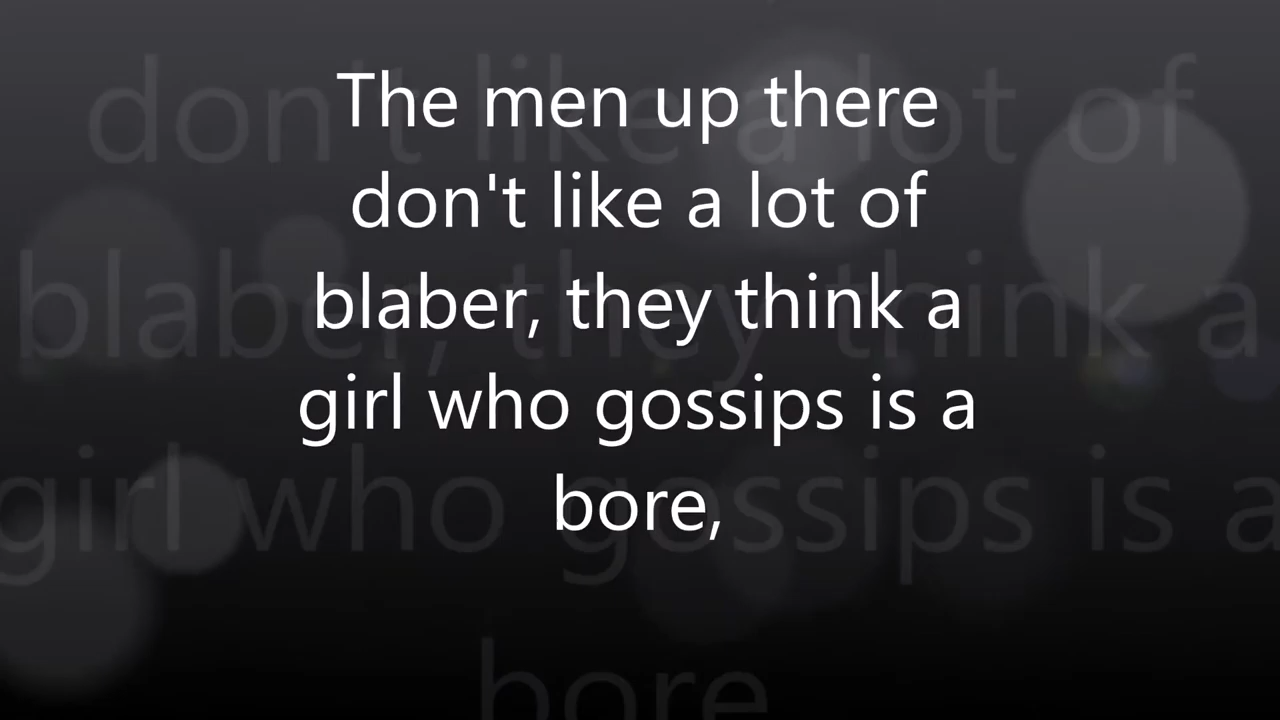 The men up there
don't like a lot of
blaber, they think a
girl who gossips is a
bore,